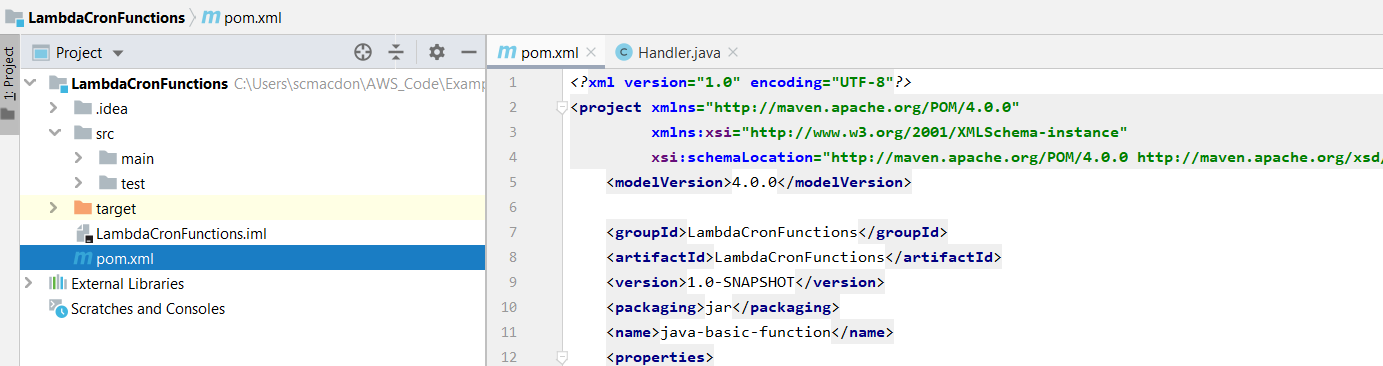 LambdaCronFunctions pom.xml
1: Project
Project
LambdaCronFunctions C:\Users\scmacdon\AWS_Code\Examp
.idea
src
main
test
target
LambdaCronFunctions.iml
pom.xml
External Libraries
Scratches and Consoles
pom.xml Handler.java
1 <?xml version="1.0" encoding="UTF-8"?>
2 <project xmlns="http://maven.apache.org/POM/4.0.0"
3 xmlns:xsi="http://www.w3.org/2001/XMLSchema-instance"
4 xsi:schemaLocation="http://maven.apache.org/POM/4.0.0 http://maven.apache.org/xsd/
5 <modelVersion>4.0.0</modelVersion>
6
7 <groupId>LambdaCronFunctions</groupId>
8 <artifactId>LambdaCronFunctions</artifactId>
9 <version>1.0-SNAPSHOT</version>
10 <packaging>jar</packaging>
11 <name>java-basic-function</name>
12 <properties>